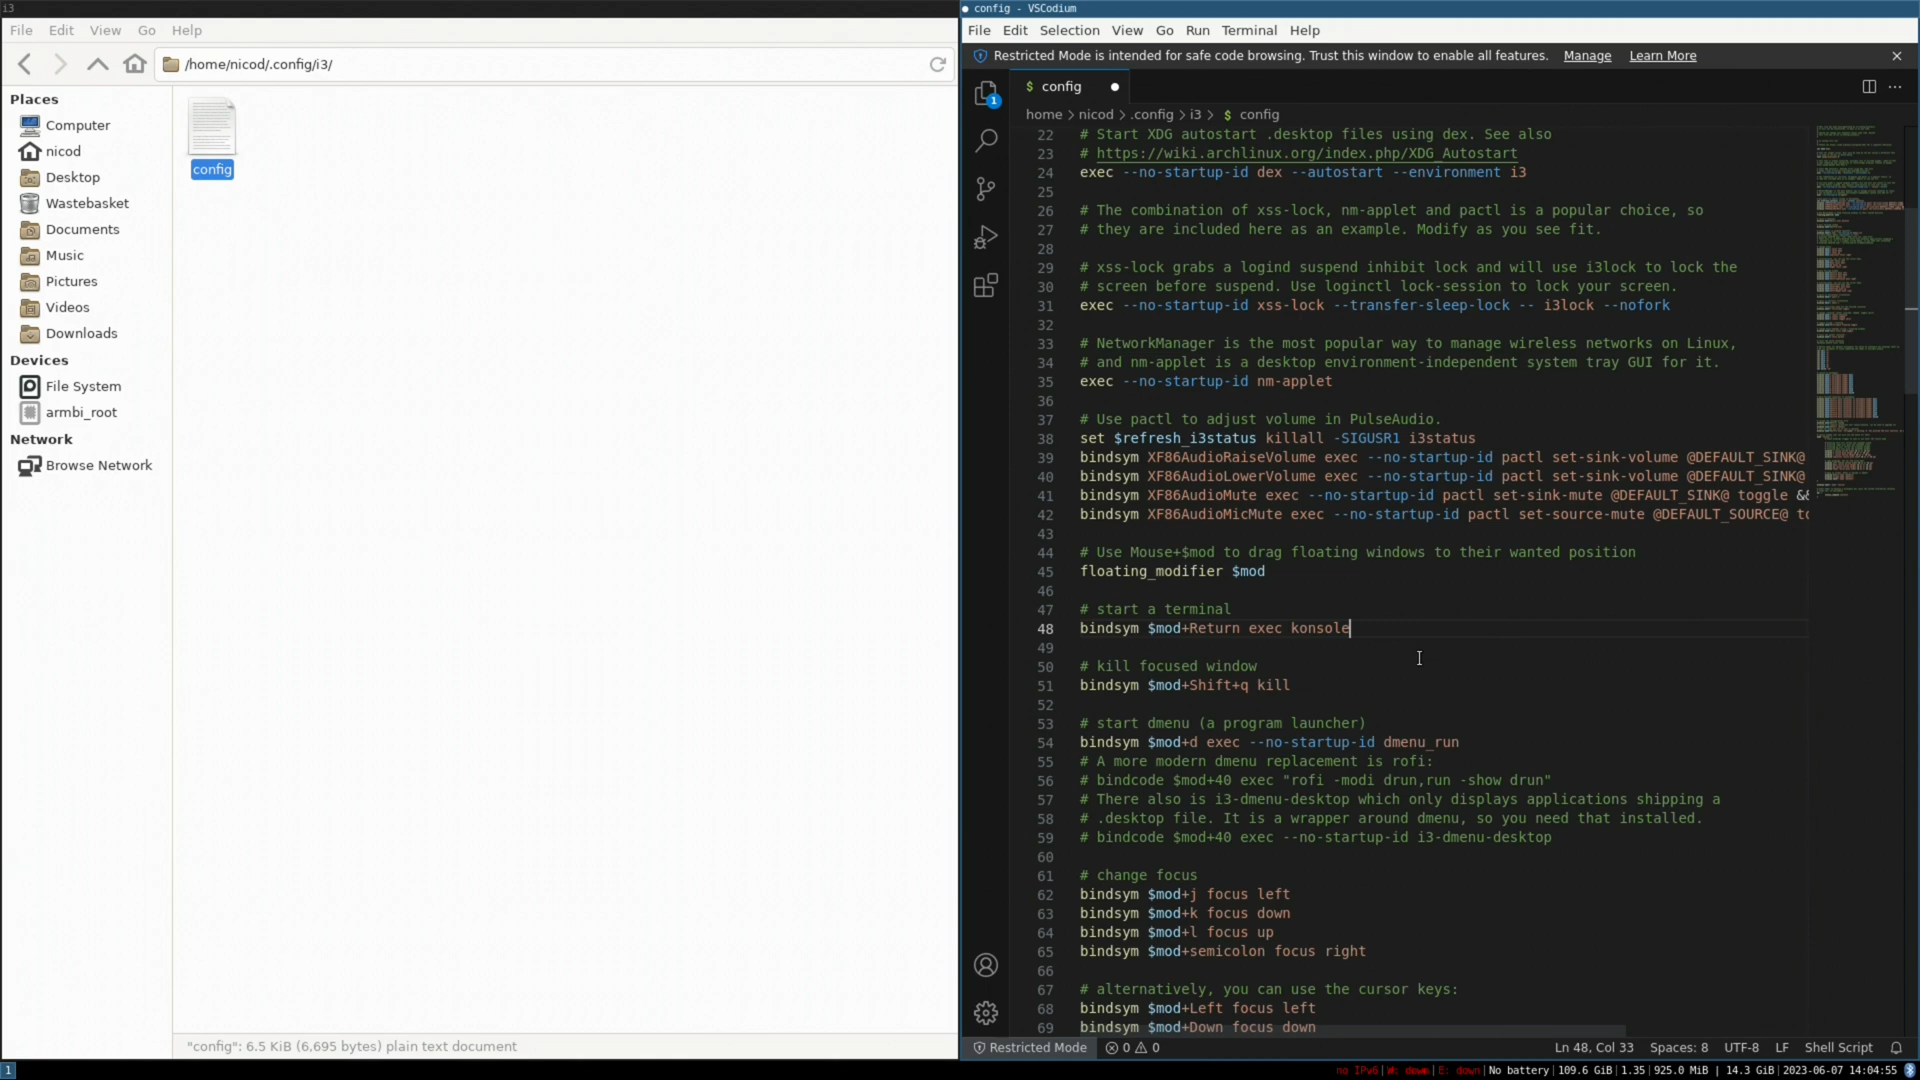 i3
File Edit View Go Help
/home/nicod/.config/i3/
Places
Computer
nicod
Desktop
Wastebasket
Documents
Music
Pictures
Videos
Downloads
Devices
File System
armbi_root
Network
Browse Network
config
"config": 6.5 KiB (6,695 bytes) plain text document
● config - VSCodium
File Edit Selection View Go Run Terminal Help
Restricted Mode is intended for safe code browsing. Trust this window to enable all features. Manage Learn More
1
$ config ●
home > nicod > .config > i3 > $ config
22 # Start XDG autostart .desktop files using dex. See also
23 # https://wiki.archlinux.org/index.php/XDG_Autostart
24 exec --no-startup-id dex --autostart --environment i3
25
26 # The combination of xss-lock, nm-applet and pactl is a popular choice, so
27 # they are included here as an example. Modify as you see fit.
28
29 # xss-lock grabs a logind suspend inhibit lock and will use i3lock to lock the
30 # screen before suspend. Use loginctl lock-session to lock your screen.
31 exec --no-startup-id xss-lock --transfer-sleep-lock -- i3lock --nofork
32
33 # NetworkManager is the most popular way to manage wireless networks on Linux,
34 # and nm-applet is a desktop environment-independent system tray GUI for it.
35 exec --no-startup-id nm-applet
36
37 # Use pactl to adjust volume in PulseAudio.
38 set $refresh_i3status killall -SIGUSR1 i3status
39 bindsym XF86AudioRaiseVolume exec --no-startup-id pactl set-sink-volume @DEFAULT_SINK@
40 bindsym XF86AudioLowerVolume exec --no-startup-id pactl set-sink-volume @DEFAULT_SINK@
41 bindsym XF86AudioMute exec --no-startup-id pactl set-sink-mute @DEFAULT_SINK@ toggle &&
42 bindsym XF86AudioMicMute exec --no-startup-id pactl set-source-mute @DEFAULT_SOURCE@ to
43
44 # Use Mouse+$mod to drag floating windows to their wanted position
45 floating_modifier $mod
46
47 # start a terminal
48 bindsym $mod+Return exec konsole
49
50 # kill focused window
51 bindsym $mod+Shift+q kill
52
53 # start dmenu (a program launcher)
54 bindsym $mod+d exec --no-startup-id dmenu_run
55 # A more modern dmenu replacement is rofi:
56 # bindcode $mod+40 exec "rofi -modi drun,run -show drun"
57 # There also is i3-dmenu-desktop which only displays applications shipping a
58 # .desktop file. It is a wrapper around dmenu, so you need that installed.
59 # bindcode $mod+40 exec --no-startup-id i3-dmenu-desktop
60
61 # change focus
62 bindsym $mod+j focus left
63 bindsym $mod+k focus down
64 bindsym $mod+l focus up
65 bindsym $mod+semicolon focus right
66
67 # alternatively, you can use the cursor keys:
68 bindsym $mod+Left focus left
69 bindsym $mod+Down focus down
Restricted Mode 0 0 Ln 48, Col 33 Spaces: 8 UTF-8 LF Shell Script
1 no IPv6|W: down|E: down|No battery|109.6 GiB|1.35|925.0 MiB | 14.3 GiB|2023-06-07 14:04:55